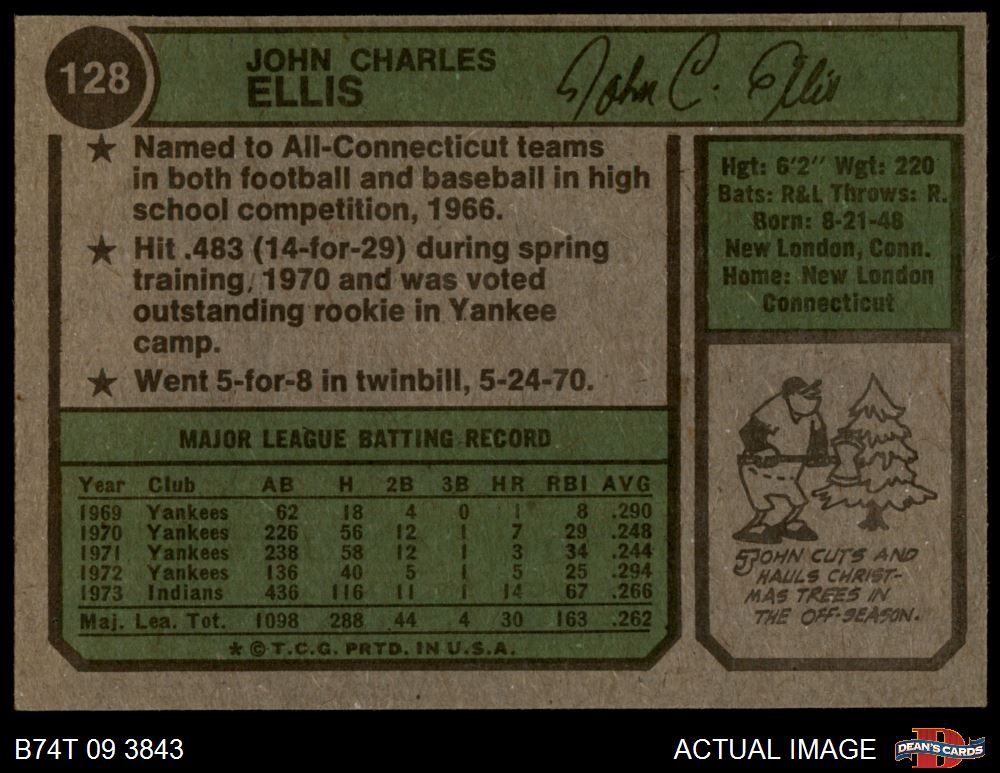 128
JOHN CHARLES
ELLIS
John C. Ellis
★ Named to All-Connecticut teams
in both football and baseball in high
school competition, 1966.
★ Hit .483 (14-for-29) during spring
training, 1970 and was voted
outstanding rookie in Yankee
camp.
★ Went 5-for-8 in twinbill, 5-24-70.
Hgt: 6'2" Wgt: 220
Bats: R&L Throws: R.
Born: 8-21-48
New London, Conn.
Home: New London
Connecticut
MAJOR LEAGUE BATTING RECORD
Year Club AB H 2B 3B HR RBI AVG
1969 Yankees 62 18 4 0 1 8 .290
1970 Yankees 226 56 12 1 7 29 .248
1971 Yankees 238 58 12 1 3 34 .244
1972 Yankees 136 40 5 1 5 25 .294
1973 Indians 436 116 11 1 14 67 .266
Maj. Lea. Tot. 1098 288 44 4 30 163 .262
★ © T.C.G. PRTD. IN U.S.A.
JOHN CUTS AND
HAULS CHRIST-
MAS TREES IN
THE OFF-SEASON.
B74T 09 3843
ACTUAL IMAGE
D
DEAN'S CARDS